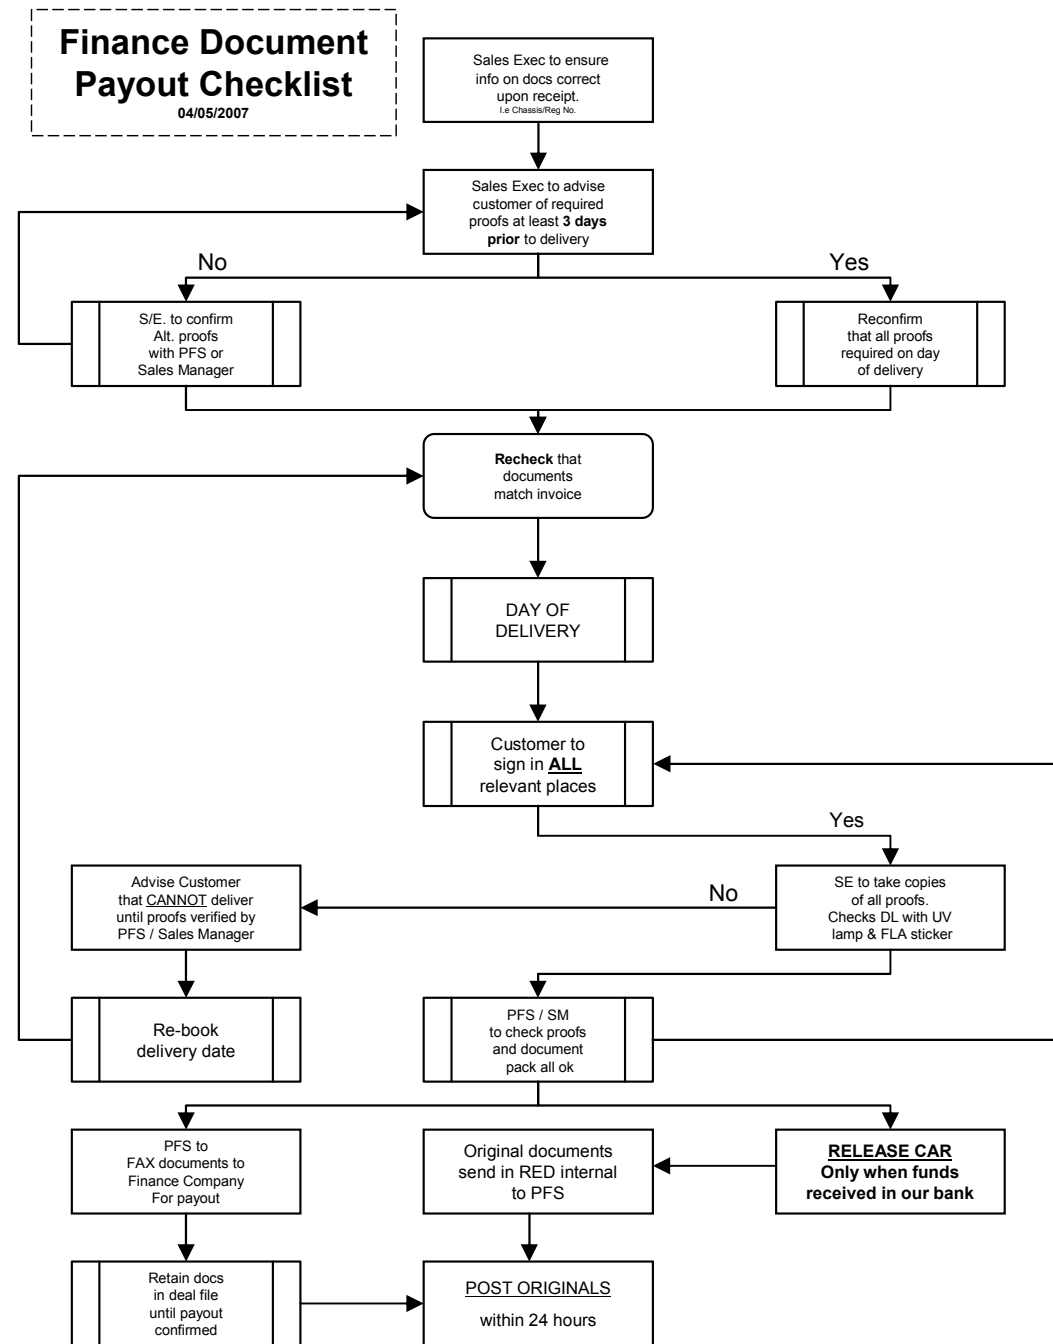 Finance Document
Payout Checklist
04/05/2007
Sales Exec to ensure
info on docs correct
upon receipt.
I.e Chassis/Reg No.
Sales Exec to advise
customer of required
proofs at least 3 days
prior to delivery
No
Yes
S/E. to confirm
Alt. proofs
with PFS or
Sales Manager
Reconfirm
that all proofs
required on day
of delivery
Recheck that
documents
match invoice
DAY OF
DELIVERY
Customer to
sign in ALL
relevant places
Yes
Advise Customer
that CANNOT deliver
until proofs verified by
PFS / Sales Manager
No
SE to take copies
of all proofs.
Checks DL with UV
lamp & FLA sticker
Re-book
delivery date
PFS / SM
to check proofs
and document
pack all ok
PFS to
FAX documents to
Finance Company
For payout
Original documents
send in RED internal
to PFS
RELEASE CAR
Only when funds
received in our bank
Retain docs
in deal file
until payout
confirmed
POST ORIGINALS
within 24 hours